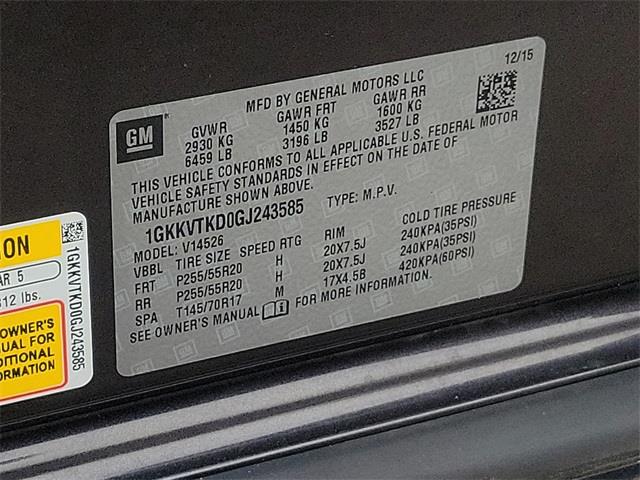 12/15
MFD BY GENERAL MOTORS LLC
GM
GVWR GAWR FRT GAWR RR
2930 KG 1450 KG 1600 KG
6459 LB 3196 LB 3527 LB
THIS VEHICLE CONFORMS TO ALL APPLICABLE U.S. FEDERAL MOTOR
VEHICLE SAFETY STANDARDS IN EFFECT ON THE DATE OF
MANUFACTURE SHOWN ABOVE.
1GKKVTKD0GJ243585 TYPE: M.P.V.
MODEL: V14526
VBBL TIRE SIZE SPEED RTG RIM COLD TIRE PRESSURE
FRT P255/55R20 H 20X7.5J 240KPA(35PSI)
RR P255/55R20 H 20X7.5J 240KPA(35PSI)
SPA T145/70R17 M 17X4.5B 420KPA(60PSI)
SEE OWNER'S MANUAL
ION
AR 5
312 lbs.
OWNER'S
UAL FOR
DITIONAL
ORMATION
1GKKVTKD0GJ243585